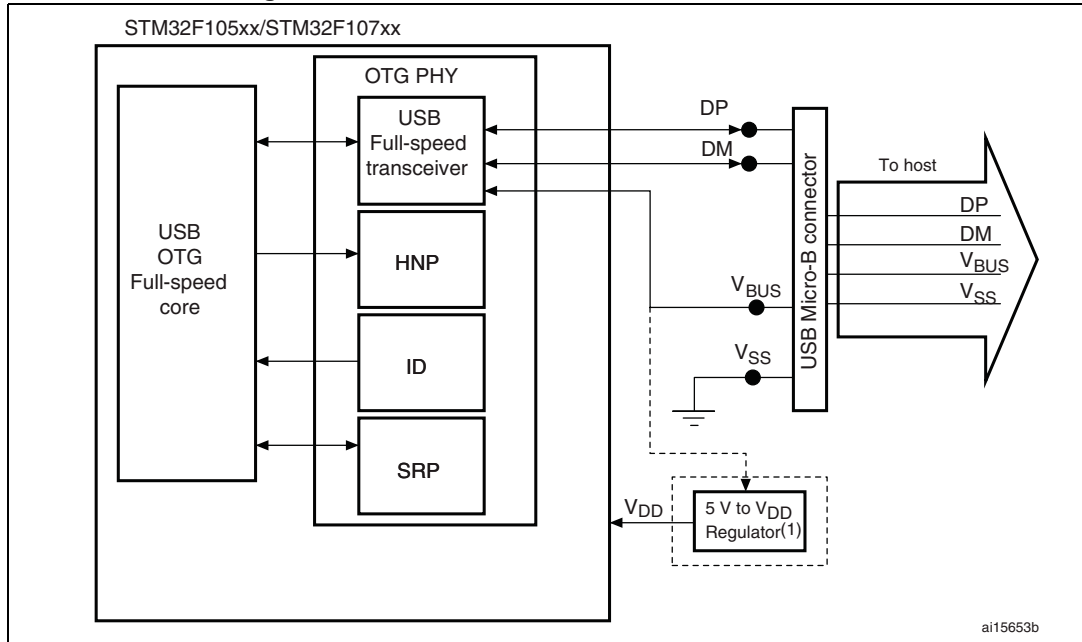 STM32F105xx/STM32F107xx
OTG PHY
USB
Full-speed
transceiver
HNP
ID
SRP
USB
OTG
Full-speed
core
DP
DM
VBUS
VSS
USB Micro-B connector
To host
DP
DM
VBUS
VSS
VDD
5 V to VDD
Regulator(1)
ai15653b